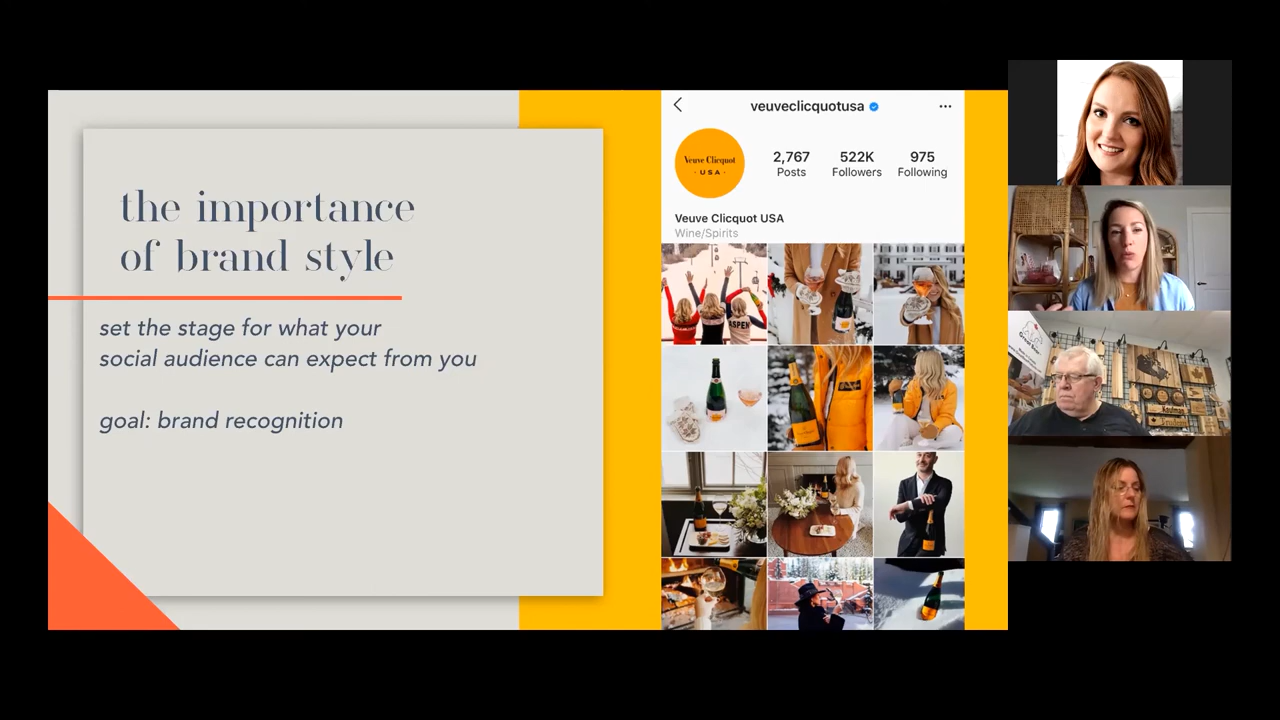 the importance
of brand style
set the stage for what your
social audience can expect from you
goal: brand recognition
veuveclicquotusa
Veuve Clicquot
· USA ·
2,767
Posts
522K
Followers
975
Following
Veuve Clicquot USA
Wine/Spirits
ASPEN